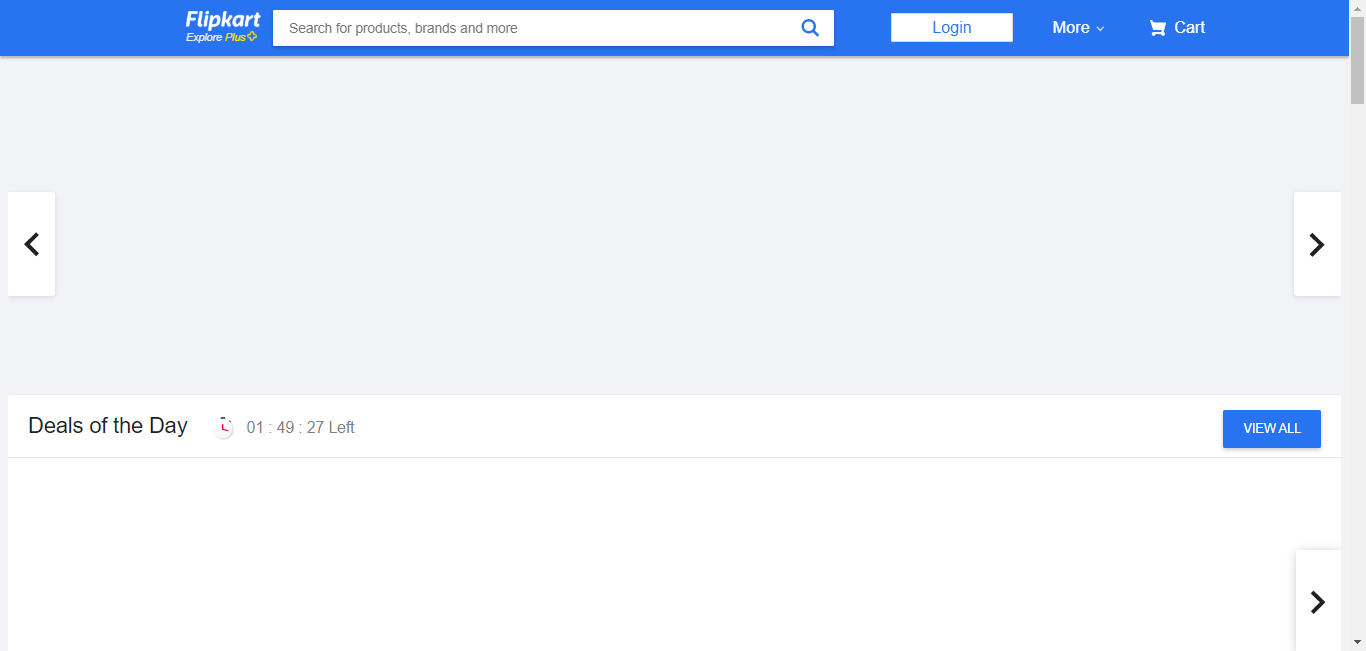 Flipkart
Explore Plus
Search for products, brands and more
Login
More
Cart
Deals of the Day
01 : 49 : 27 Left
VIEW ALL